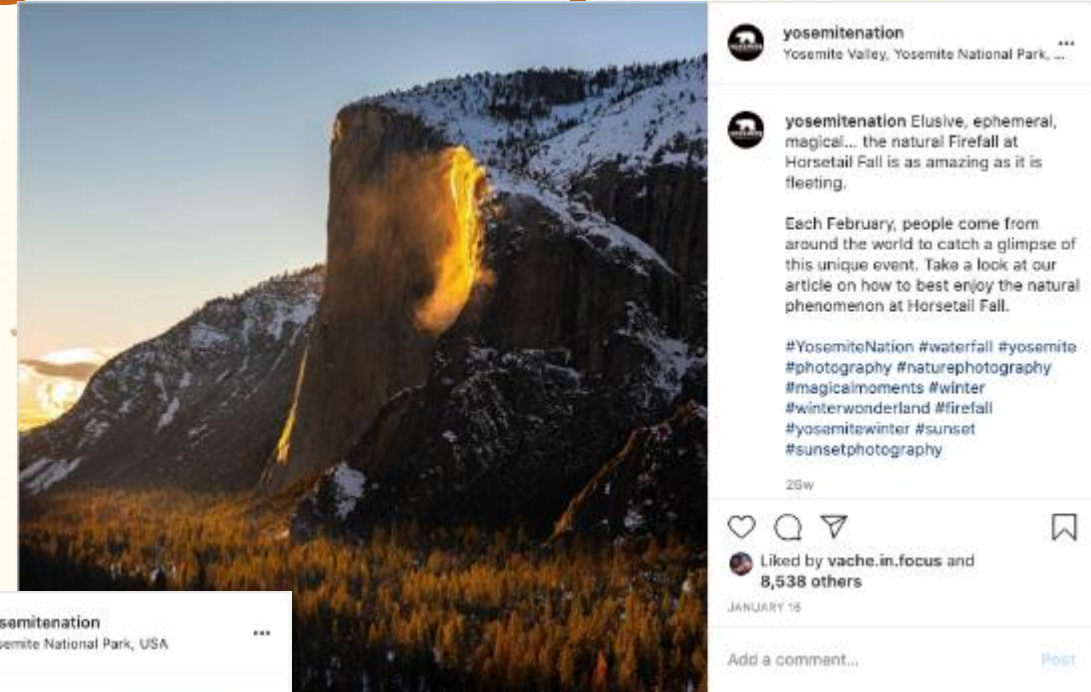 yosemitenation
Yosemite Valley, Yosemite National Park, ...
yosemitenation Elusive, ephemeral,
magical... the natural Firefall at
Horsetail Fall is as amazing as it is
fleeting.
Each February, people come from
around the world to catch a glimpse of
this unique event. Take a look at our
article on how to best enjoy the natural
phenomenon at Horsetail Fall.
#YosemiteNation #waterfall #yosemite
#photography #naturephotography
#magicalmoments #winter
#winterwonderland #firefall
#yosemitewinter #sunset
#sunsetphotography
26w
Liked by vache.in.focus and
8,538 others
JANUARY 16
Add a comment...
Post
semitenation
semite National Park, USA